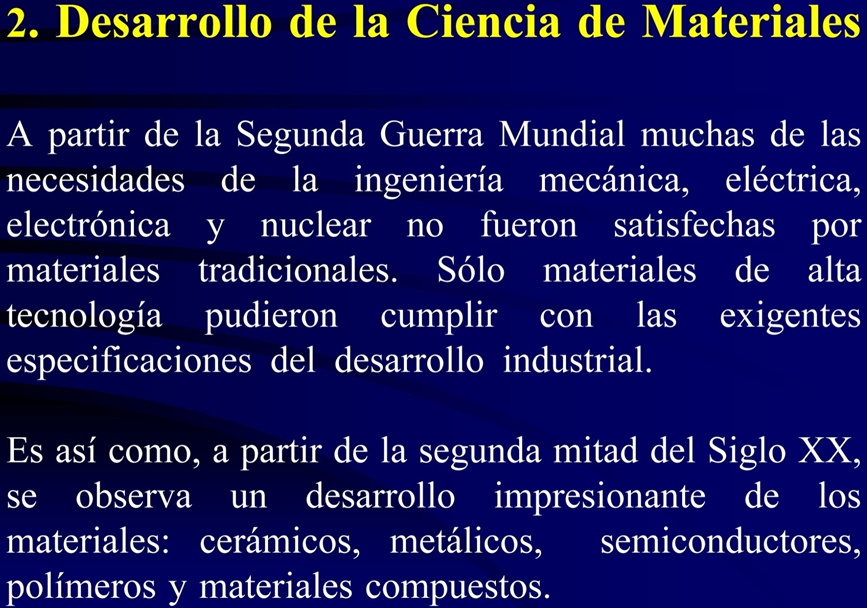 2. Desarrollo de la Ciencia de Materiales
A partir de la Segunda Guerra Mundial muchas de las
necesidades de la ingeniería mecánica, eléctrica,
electrónica y nuclear no fueron satisfechas por
materiales tradicionales. Sólo materiales de alta
tecnología pudieron cumplir con las exigentes
especificaciones del desarrollo industrial.
Es así como, a partir de la segunda mitad del Siglo XX,
se observa un desarrollo impresionante de los
materiales: cerámicos, metálicos, semiconductores,
polímeros y materiales compuestos.